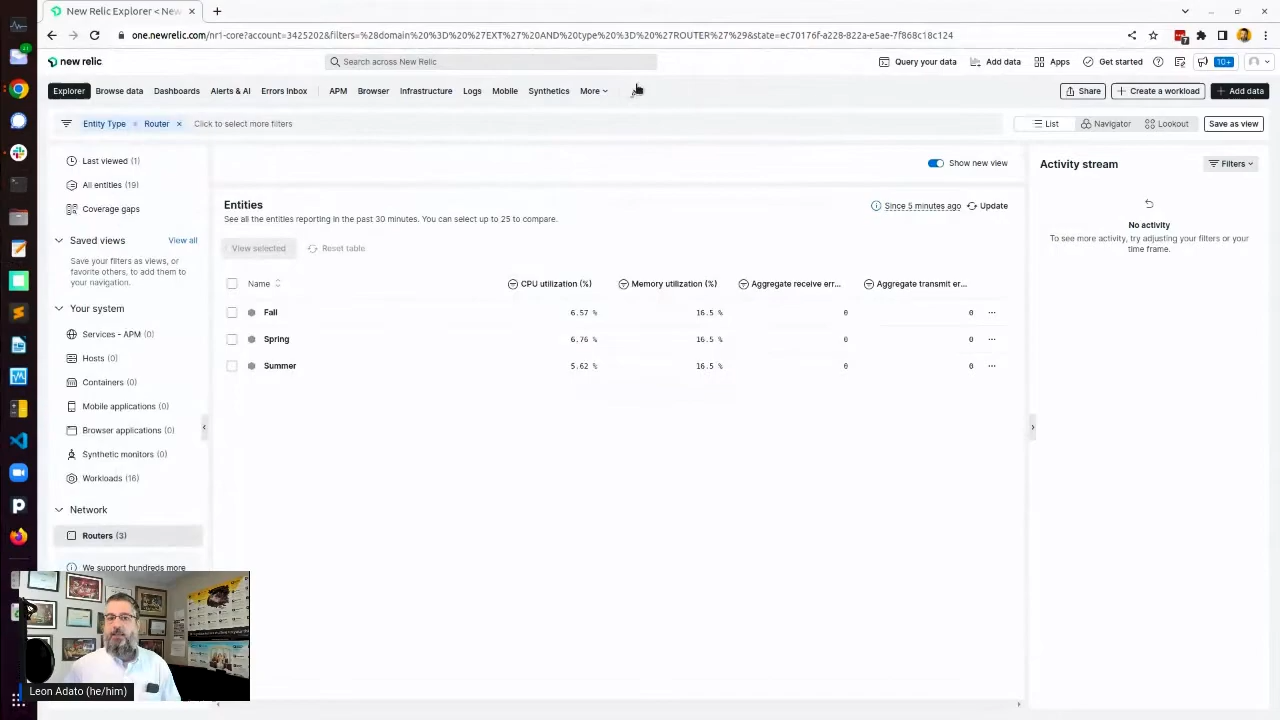 New Relic Explorer < New
one.newrelic.com/nr1-core?account=3425202&filters=%28domain%20%3D%20%27EXT%27%20AND%20type%20%3D%20%27ROUTER%27%29&state=ec70176f-a228-822a-e5ae-7f868c18c124
new relic
Search across New Relic
Query your data
Add data
Apps
Get started
10+
Explorer
Browse data
Dashboards
Alerts & AI
Errors Inbox
APM
Browser
Infrastructure
Logs
Mobile
Synthetics
More
Share
Create a workload
Add data
Entity Type = Router
Click to select more filters
List
Navigator
Lookout
Save as view
Last viewed (1)
All entities (19)
Coverage gaps
Saved views
View all
Save your filters as views, or
favorite others, to add them to
your navigation.
Your system
Services - APM (0)
Hosts (0)
Containers (0)
Mobile applications (0)
Browser applications (0)
Synthetic monitors (0)
Workloads (16)
Network
Routers (3)
We support hundreds more
Show new view
Entities
See all the entities reporting in the past 30 minutes. You can select up to 25 to compare.
Since 5 minutes ago
Update
View selected
Reset table
Name CPU utilization (%) Memory utilization (%) Aggregate receive err... Aggregate transmit er...
Fall 6.57 % 16.5 % 0 0
Spring 6.76 % 16.5 % 0 0
Summer 5.62 % 16.5 % 0 0
Activity stream
Filters
No activity
To see more activity, try adjusting your filters or your
time frame.
Leon Adato (he/him)